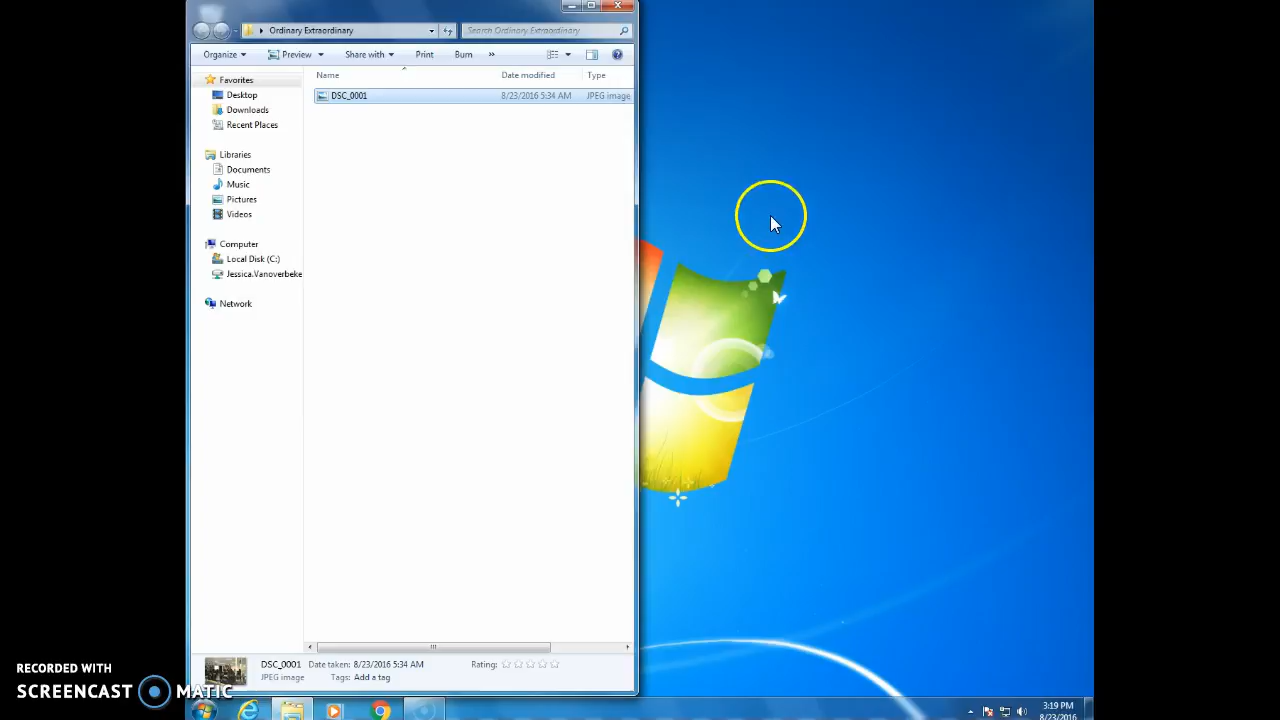 Ordinary Extraordinary
Search Ordinary Extraordinary
Organize Preview Share with Print Burn »
Name Date modified Type
Favorites
Desktop
Downloads
Recent Places
Libraries
Documents
Music
Pictures
Videos
Computer
Local Disk (C:)
Jessica.Vanoverbeke
Network
DSC_0001 8/23/2016 5:34 AM JPEG image
DSC_0001 Date taken: 8/23/2016 5:34 AM Rating:
JPEG image Tags: Add a tag
RECORDED WITH
SCREENCAST MATIC
3:19 PM
8/23/2016